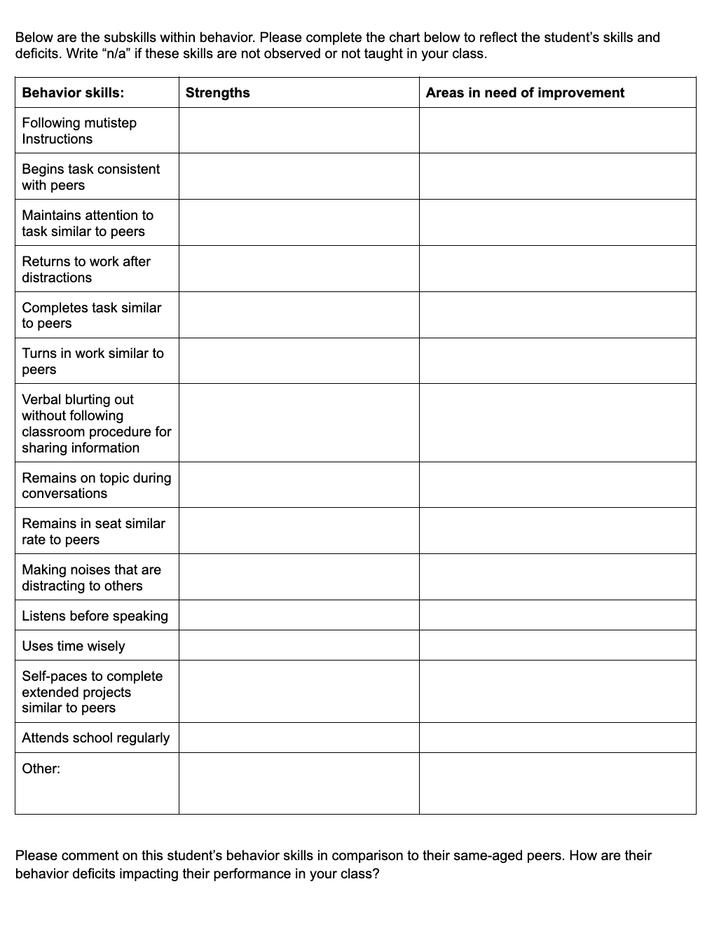 Below are the subskills within behavior. Please complete the chart below to reflect the student's skills and
deficits. Write “n/a” if these skills are not observed or not taught in your class.
Behavior skills:
Strengths
Areas in need of improvement
Following mutistep
Instructions
Begins task consistent
with peers
Maintains attention to
task similar to peers
Returns to work after
distractions
Completes task similar
to peers
Turns in work similar to
peers
Verbal blurting out
without following
classroom procedure for
sharing information
Remains on topic during
conversations
Remains in seat similar
rate to peers
Making noises that are
distracting to others
Listens before speaking
Uses time wisely
Self-paces to complete
extended projects
similar to peers
Attends school regularly
Other:
Please comment on this student's behavior skills in comparison to their same-aged peers. How are their
behavior deficits impacting their performance in your class?